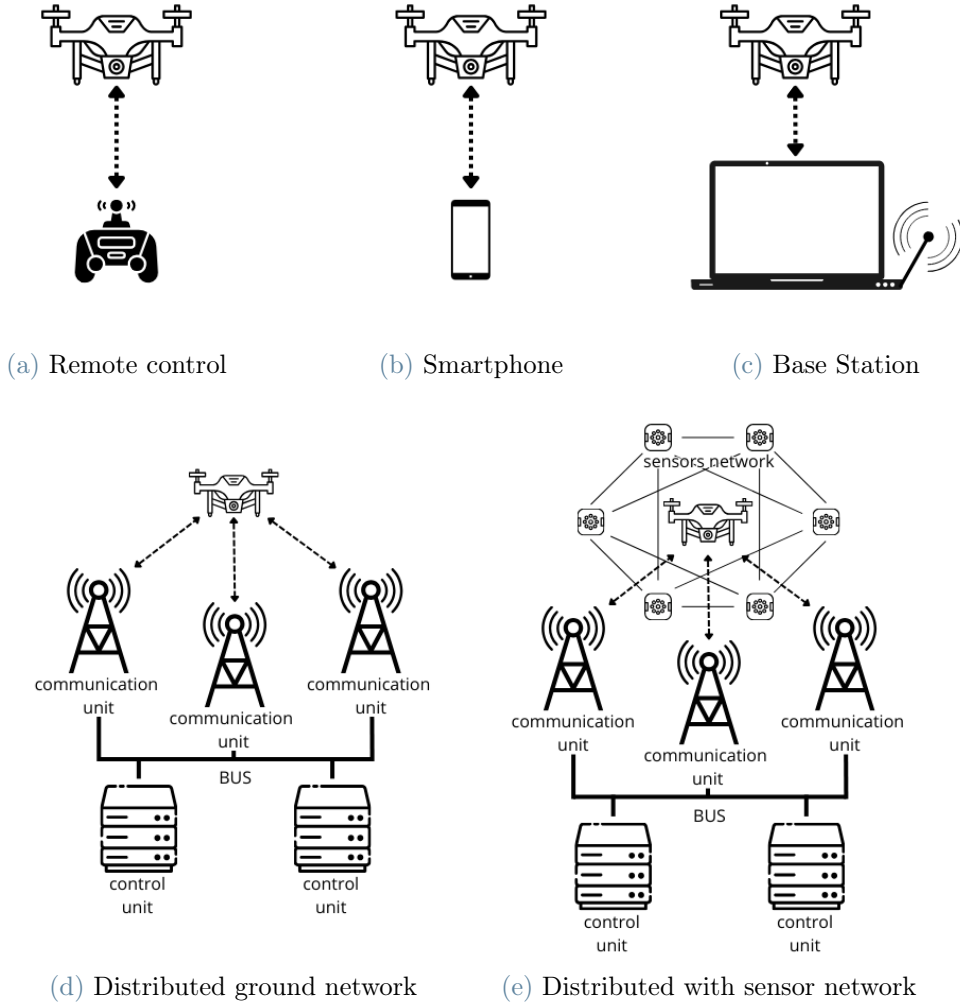 (a) Remote control
(b) Smartphone
(c) Base Station
communication
unit
communication
unit
communication
unit
BUS
control
unit
control
unit
(d) Distributed ground network
sensors network
communication
unit
communication
unit
communication
unit
BUS
control
unit
control
unit
(e) Distributed with sensor network